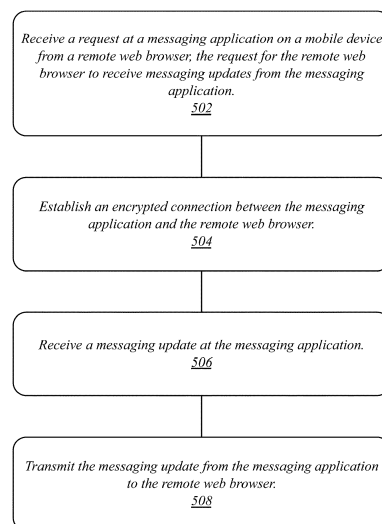 Receive a request at a messaging application on a mobile device
from a remote web browser, the request for the remote web
browser to receive messaging updates from the messaging
application.
502
Establish an encrypted connection between the messaging
application and the remote web browser.
504
Receive a messaging update at the messaging application.
506
Transmit the messaging update from the messaging application
to the remote web browser.
508